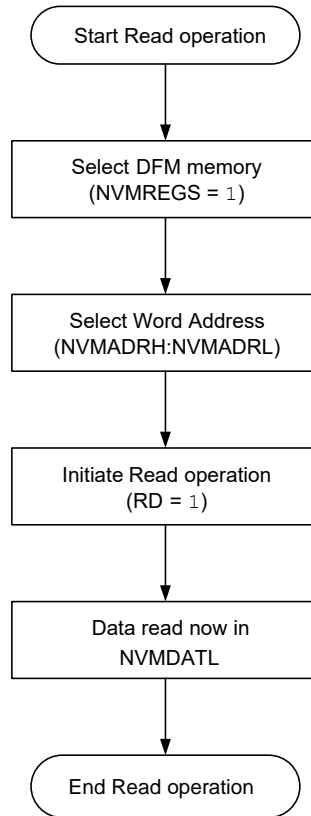 Start Read operation
Select DFM memory
(NVMREGS = 1)
Select Word Address
(NVMADRH:NVMADRL)
Initiate Read operation
(RD = 1)
Data read now in
NVMDATL
End Read operation